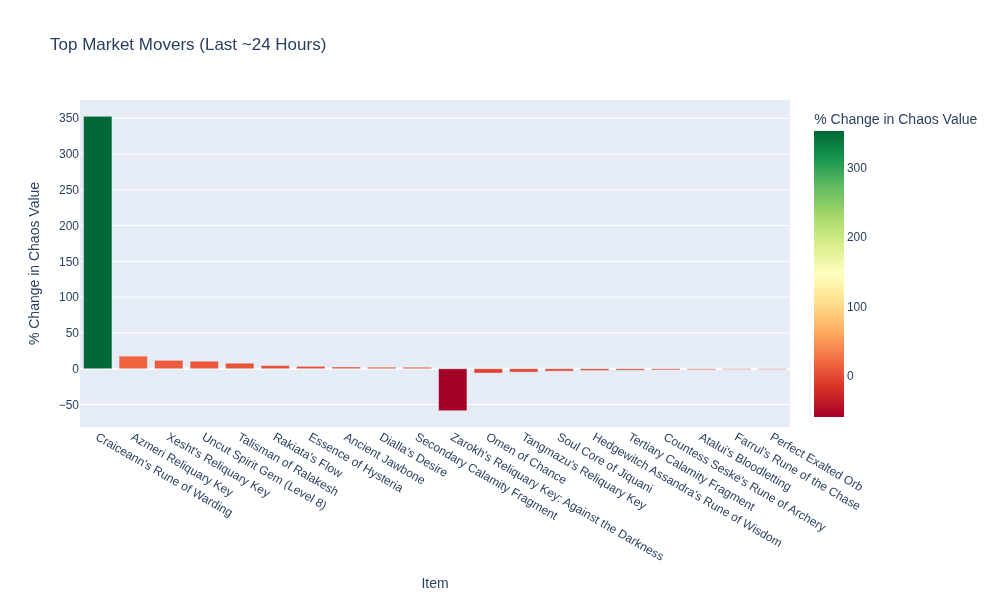 Top Market Movers (Last ~24 Hours)
% Change in Chaos Value
350
300
250
200
150
100
50
0
−50
Craiceann's Rune of Warding
Azmeri Reliquary Key
Xesht's Reliquary Key
Uncut Spirit Gem (Level 8)
Talisman of Ralakesh
Rakiata's Flow
Essence of Hysteria
Ancient Jawbone
Dialla's Desire
Secondary Calamity Fragment
Zarokh's Reliquary Key: Against the Darkness
Omen of Chance
Tangmazu's Reliquary Key
Soul Core of Jiquani
Hedgewitch Assandra's Rune of Wisdom
Tertiary Calamity Fragment
Countess Seske's Rune of Archery
Atalui's Bloodletting
Farrul's Rune of the Chase
Perfect Exalted Orb
Item
% Change in Chaos Value
300
200
100
0